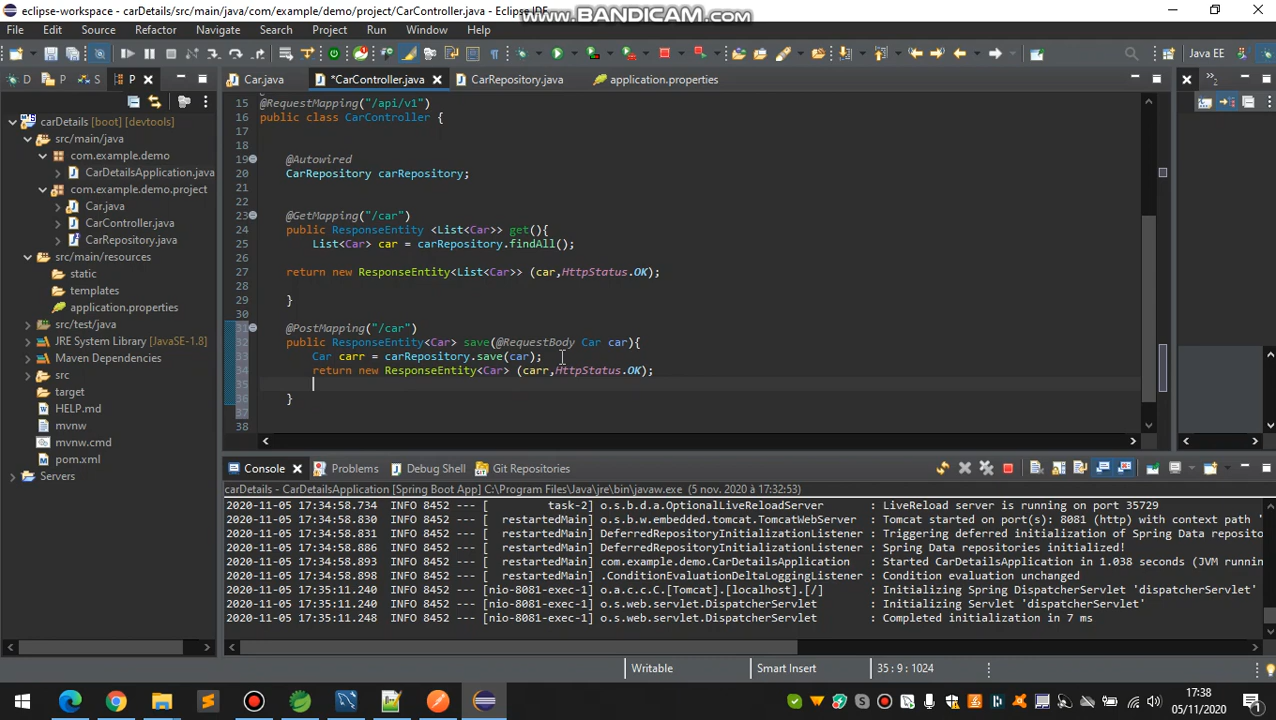 eclipse-workspace - carDetails/src/main/java/com/example/demo/project/CarController.java - Eclipse IDE
www.BANDICAM.com
File Edit Source Refactor Navigate Search Project Run Window Help
Java EE
D P S P
Car.java *CarController.java CarRepository.java application.properties
carDetails [boot] [devtools]
src/main/java
com.example.demo
CarDetailsApplication.java
com.example.demo.project
Car.java
CarController.java
CarRepository.java
src/main/resources
static
templates
application.properties
src/test/java
JRE System Library [JavaSE-1.8]
Maven Dependencies
src
target
HELP.md
mvnw
mvnw.cmd
pom.xml
Servers
15 @RequestMapping("/api/v1")
16 public class CarController {
17
18
19 @Autowired
20 CarRepository carRepository;
21
22
23 @GetMapping("/car")
24 public ResponseEntity <List<Car>> get(){
25 List<Car> car = carRepository.findAll();
26
27 return new ResponseEntity<List<Car>> (car,HttpStatus.OK);
28
29 }
30
31 @PostMapping("/car")
32 public ResponseEntity<Car> save(@RequestBody Car car){
33 Car carr = carRepository.save(car);
34 return new ResponseEntity<Car> (carr,HttpStatus.OK);
35
36 }
37
38
Console Problems Debug Shell Git Repositories
carDetails - CarDetailsApplication [Spring Boot App] C:\Program Files\Java\jre\bin\javaw.exe (5 nov. 2020 à 17:32:53)
2020-11-05 17:34:58.734 INFO 8452 --- [ task-2] o.s.b.d.a.OptionalLiveReloadServer : LiveReload server is running on port 35729
2020-11-05 17:34:58.830 INFO 8452 --- [ restartedMain] o.s.b.w.embedded.tomcat.TomcatWebServer : Tomcat started on port(s): 8081 (http) with context path '
2020-11-05 17:34:58.831 INFO 8452 --- [ restartedMain] DeferredRepositoryInitializationListener : Triggering deferred initialization of Spring Data reposito
2020-11-05 17:34:58.886 INFO 8452 --- [ restartedMain] DeferredRepositoryInitializationListener : Spring Data repositories initialized!
2020-11-05 17:34:58.893 INFO 8452 --- [ restartedMain] com.example.demo.CarDetailsApplication : Started CarDetailsApplication in 1.038 seconds (JVM runnin
2020-11-05 17:34:58.898 INFO 8452 --- [ restartedMain] .ConditionEvaluationDeltaLoggingListener : Condition evaluation unchanged
2020-11-05 17:35:11.240 INFO 8452 --- [nio-8081-exec-1] o.a.c.c.C.[Tomcat].[localhost].[/] : Initializing Spring DispatcherServlet 'dispatcherServlet'
2020-11-05 17:35:11.240 INFO 8452 --- [nio-8081-exec-1] o.s.web.servlet.DispatcherServlet : Initializing Servlet 'dispatcherServlet'
2020-11-05 17:35:11.248 INFO 8452 --- [nio-8081-exec-1] o.s.web.servlet.DispatcherServlet : Completed initialization in 7 ms
Writable Smart Insert 35 : 9 : 1024
17:38
05/11/2020